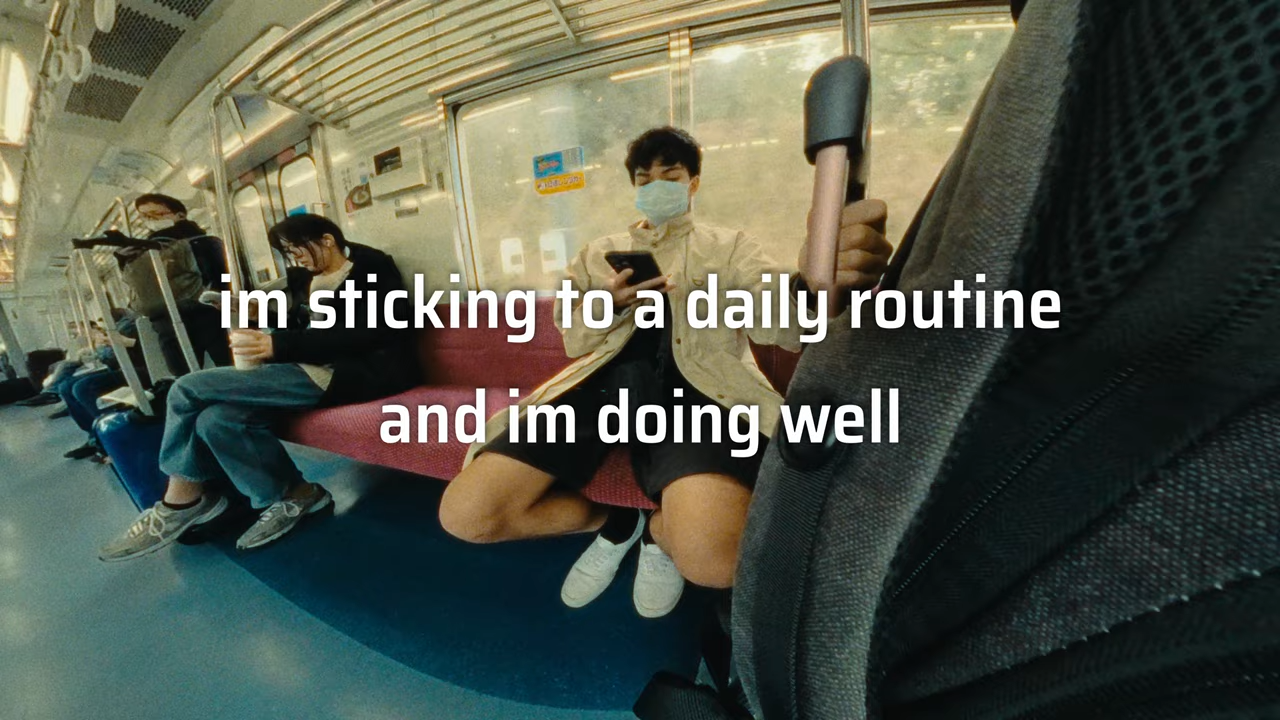 im sticking to a daily routine
and im doing well